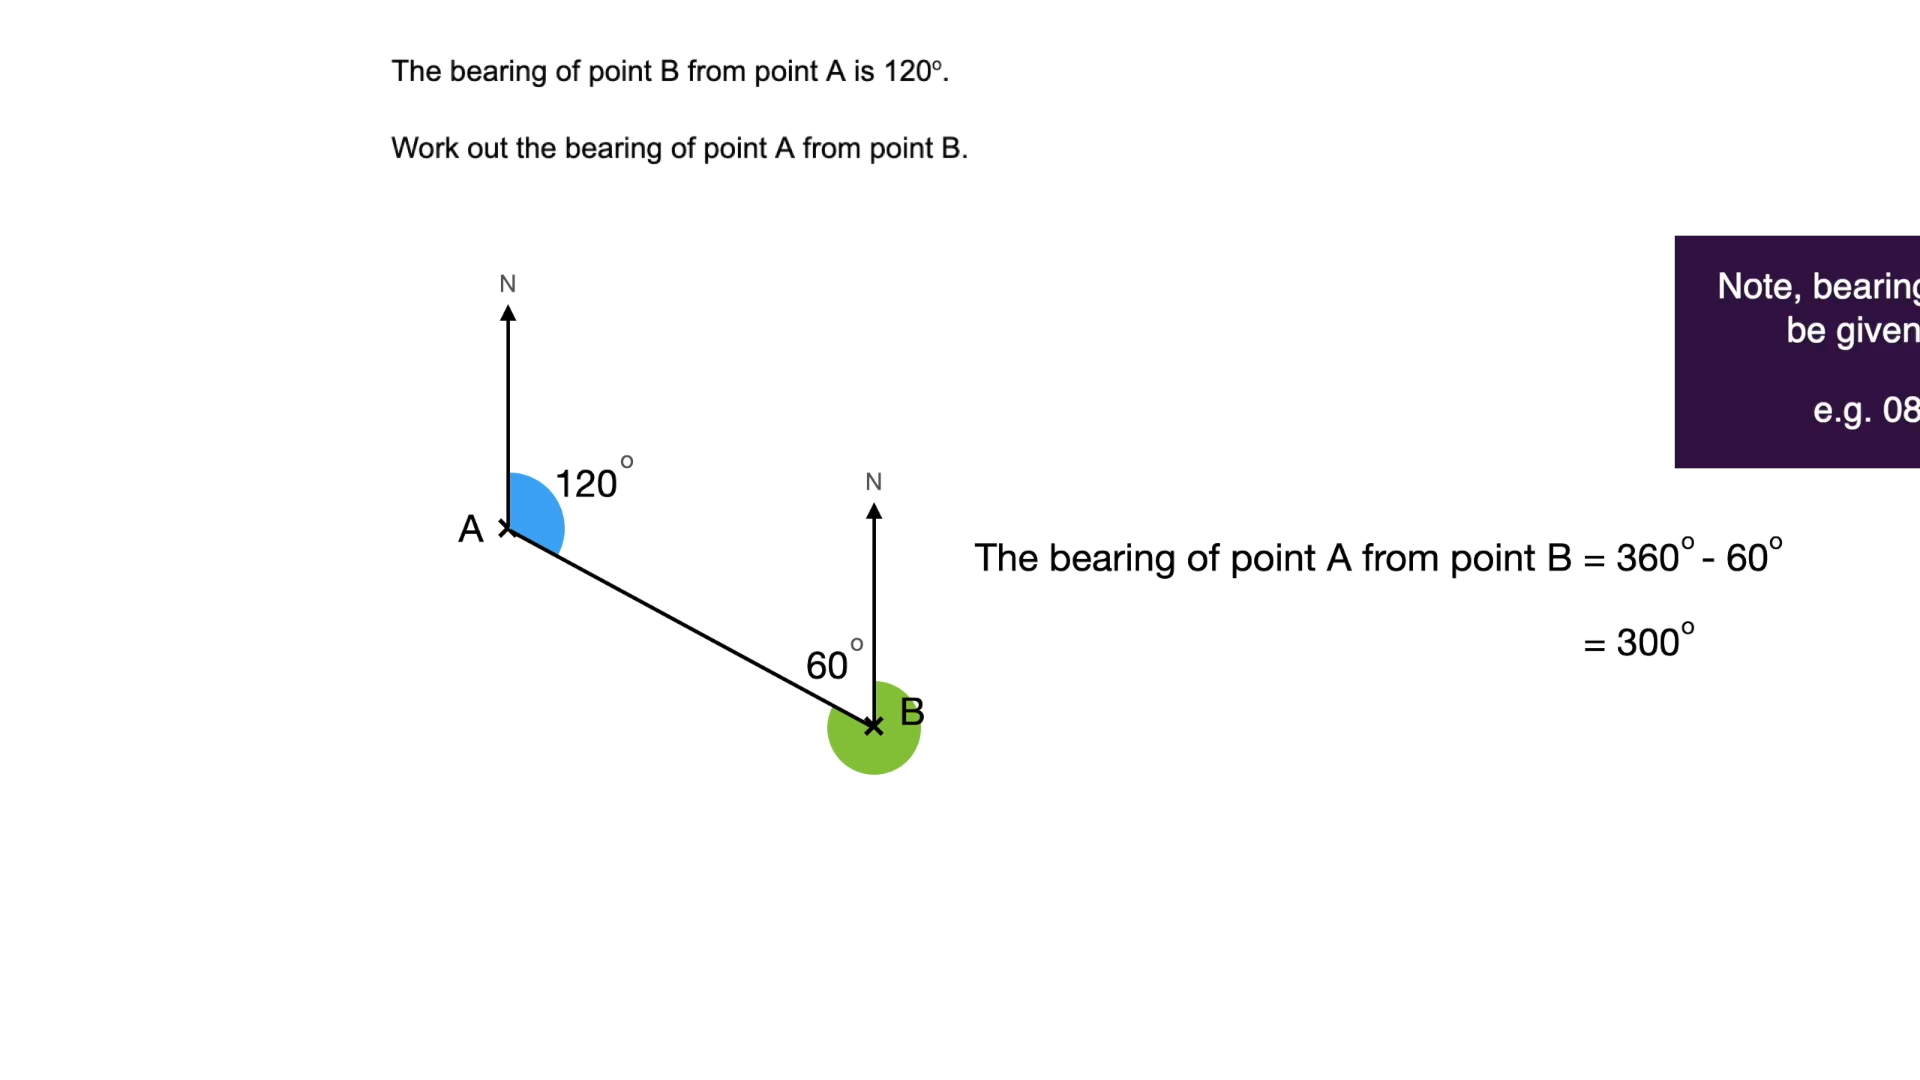 The bearing of point B from point A is 120º.
Work out the bearing of point A from point B.
N
Note, bearing
be given
e.g. 08
120°
N
A
The bearing of point A from point B = 360° - 60°
= 300°
60°
B